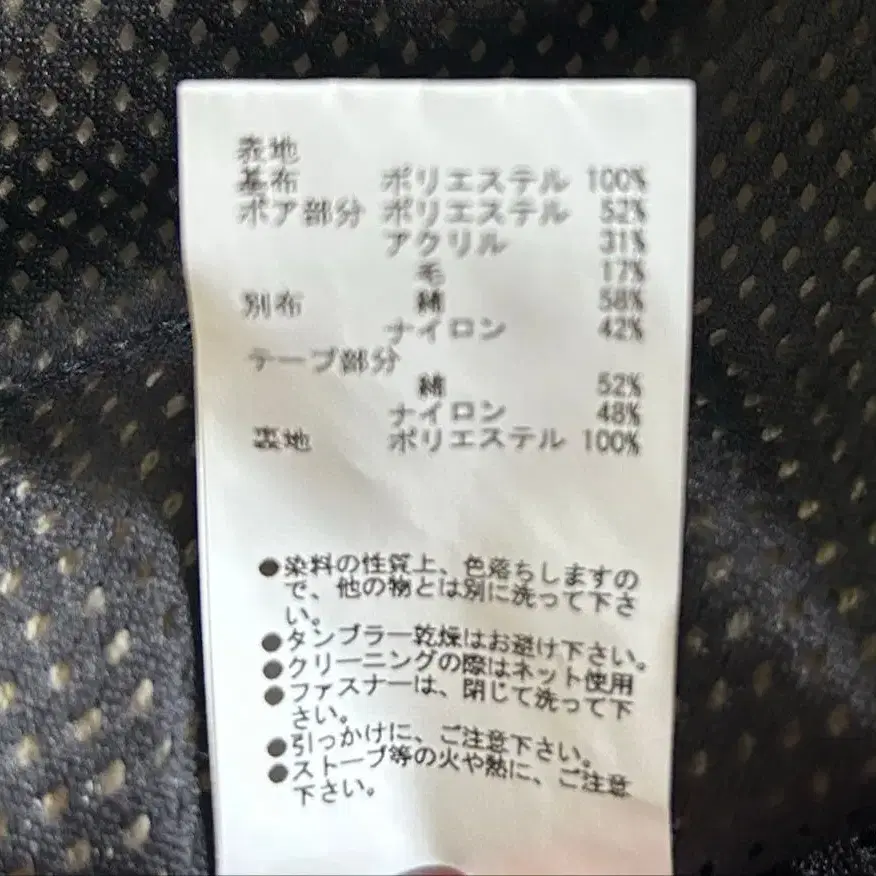 表地
基布 ポリエステル 100%
ボア部分 ポリエステル 52%
アクリル 31%
毛 17%
別布 綿 58%
ナイロン 42%
テープ部分
綿 52%
ナイロン 48%
裏地 ポリエステル 100%
●染料の性質上、色落ちしますの
で、他の物とは別に洗って下さ
い。
●タンブラー乾燥はお避け下さい。
●クリーニングの際はネット使用
●ファスナーは、閉じて洗って下
さい。
●引っかけに、ご注意下さい。
●ストーブ等の火や熱に、ご注意
下さい。